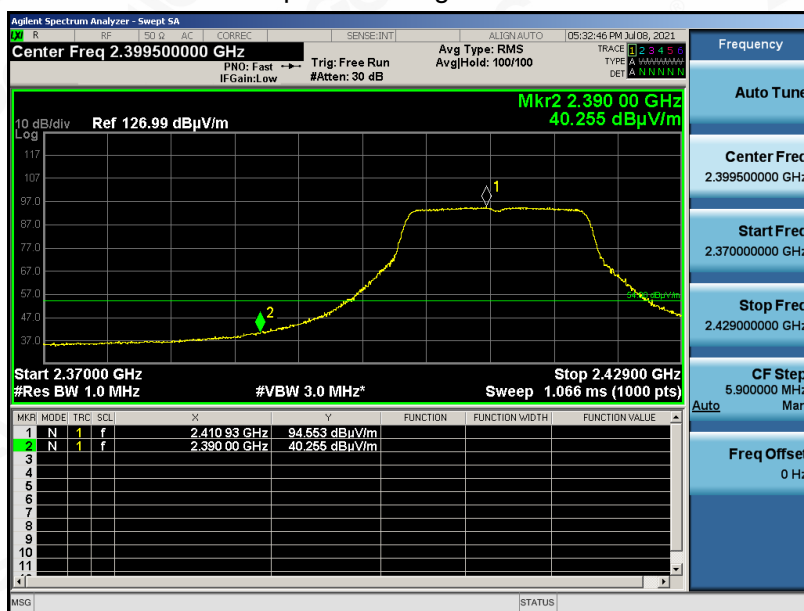 Agilent Spectrum Analyzer - Swept SA
LXI R RF 50 Ω AC CORREC SENSE:INT ALIGN AUTO 05:32:46 PM Jul 08, 2021
Center Freq 2.399500000 GHz
PNO: Fast
IFGain:Low
Trig: Free Run
#Atten: 30 dB
Avg Type: RMS
Avg|Hold: 100/100
TRACE 1 2 3 4 5 6
TYPE A WWWWW
DET A N N N N N
Mkr2 2.390 00 GHz
40.255 dBµV/m
10 dB/div
Log
Ref 126.99 dBµV/m
117
107
97.0
87.0
77.0
67.0
57.0
47.0
37.0
1
2
Start 2.37000 GHz
Stop 2.42900 GHz
#Res BW 1.0 MHz
#VBW 3.0 MHz*
Sweep 1.066 ms (1000 pts)
MKR MODE TRC SCL X Y FUNCTION FUNCTION WIDTH FUNCTION VALUE
1 N 1 f 2.410 93 GHz 94.553 dBµV/m
2 N 1 f 2.390 00 GHz 40.255 dBµV/m
3
4
5
6
7
8
9
10
11
MSG
STATUS
Frequency
Auto Tune
Center Freq
2.399500000 GHz
Start Freq
2.370000000 GHz
Stop Freq
2.429000000 GHz
CF Step
5.900000 MHz
Auto Man
Freq Offset
0 Hz